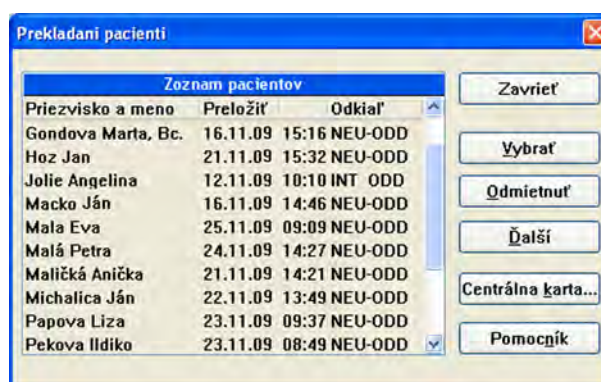 Prekladani pacienti
Zoznam pacientov
Priezvisko a meno Preložiť Odkiaľ
Gondova Marta, Bc. 16.11.09 15:16 NEU-ODD
Hoz Jan 21.11.09 15:32 NEU-ODD
Jolie Angelina 12.11.09 10:10 INT ODD
Macko Ján 16.11.09 14:46 NEU-ODD
Mala Eva 25.11.09 09:09 NEU-ODD
Malá Petra 24.11.09 14:27 NEU-ODD
Maličká Anička 21.11.09 14:21 NEU-ODD
Michalica Ján 22.11.09 13:49 NEU-ODD
Papova Liza 23.11.09 09:37 NEU-ODD
Pekova Ildiko 23.11.09 08:49 NEU-ODD
Zavrieť
Vybrať
Odmietnuť
Ďalší
Centrálna karta...
Pomocník